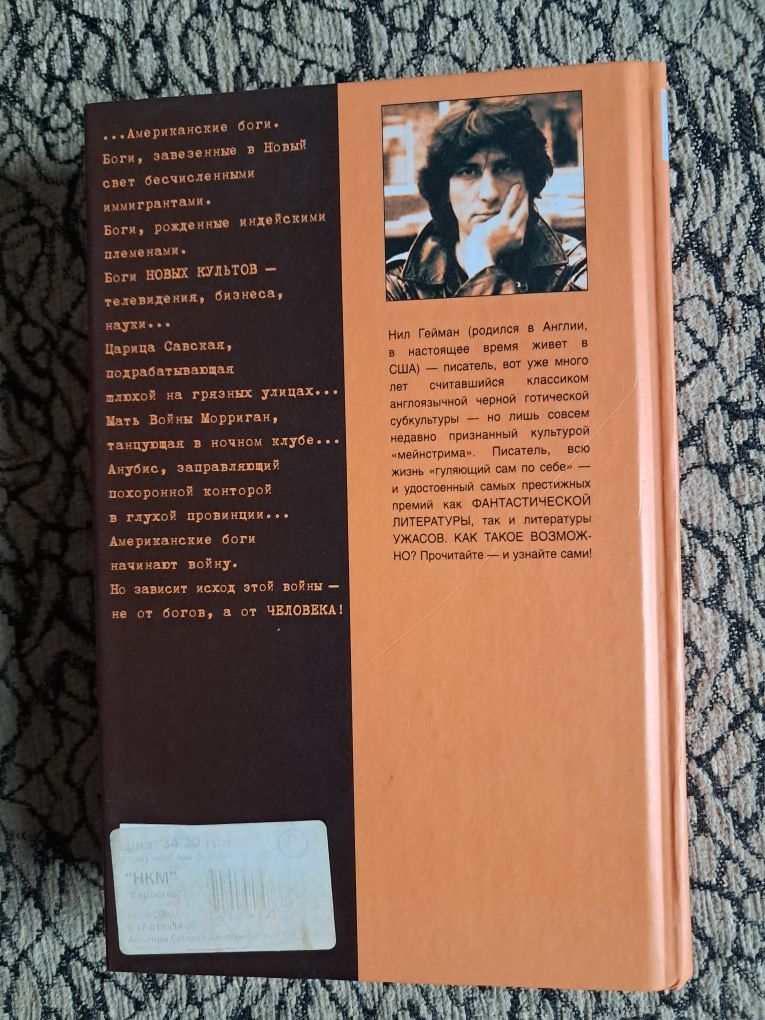 ...Американские боги.
Боги, завезенные в Новый
свет бесчисленными
иммигрантами.
Боги, рожденные индейскими
племенами.
Боги НОВЫХ КУЛЬТОВ —
телевидения, бизнеса,
науки...
Царица Савская,
подрабатывающая
шлюхой на грязных улицах...
Мать Войны Морриган,
танцующая в ночном клубе...
Анубис, заправляющий
похоронной конторой
в глухой провинции...
Американские боги
начинают войну.
Но зависит исход этой войны —
не от богов, а от ЧЕЛОВЕКА!
Нил Гейман (родился в Англии,
в настоящее время живет в
США) — писатель, вот уже много
лет считавшийся классиком
англоязычной черной готической
субкультуры — но лишь совсем
недавно признанный культурой
«мейнстрима». Писатель, всю
жизнь «гуляющий сам по себе» —
и удостоенный самых престижных
премий как ФАНТАСТИЧЕСКОЙ
ЛИТЕРАТУРЫ, так и литературы
УЖАСОВ. КАК ТАКОЕ ВОЗМОЖ-
НО? Прочитайте — и узнайте сами!
34.20 грн
"НКМ"